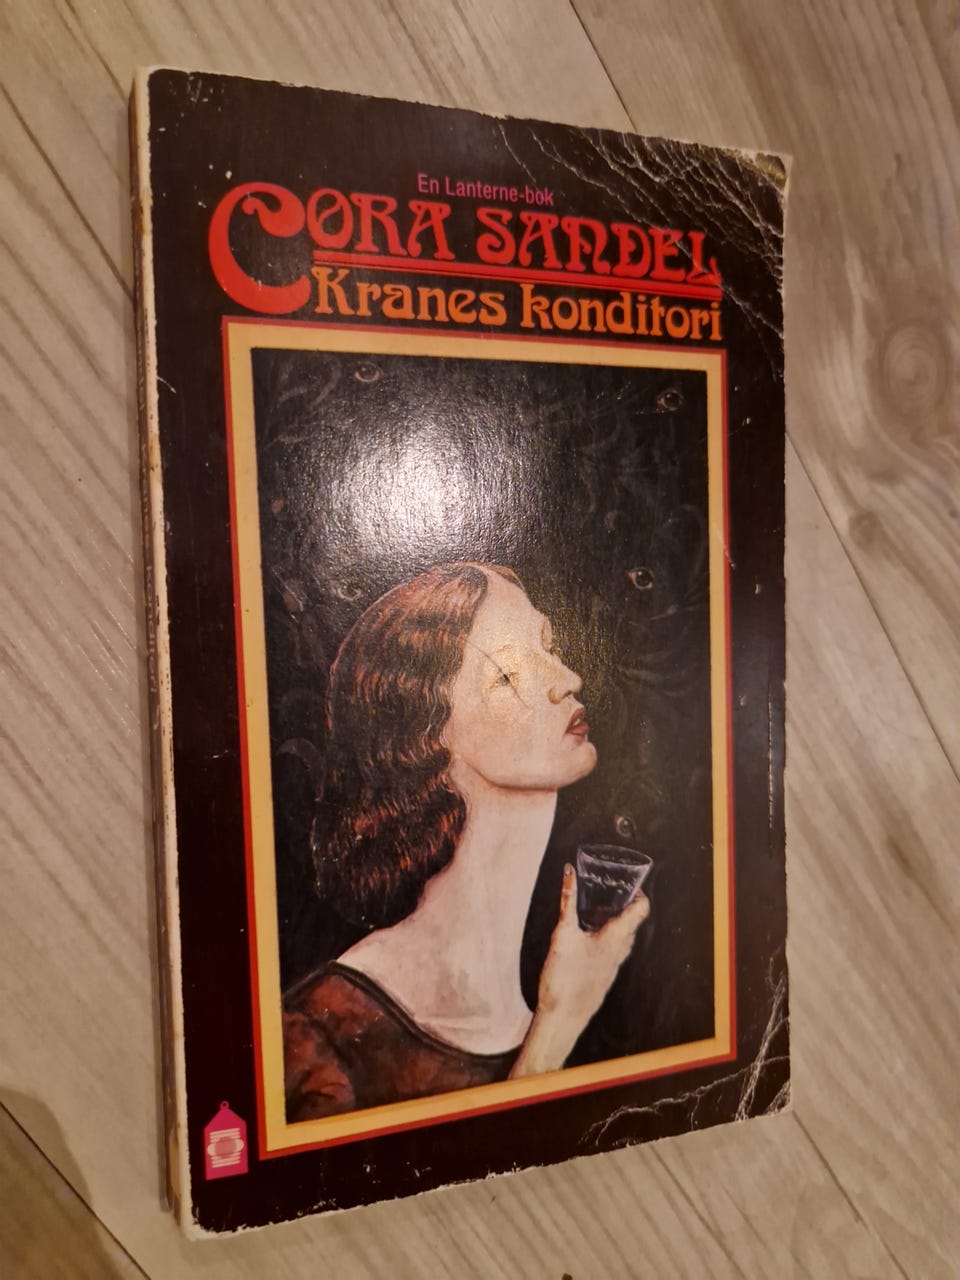 En Lanterne-bok
CORA SANDEL
Kranes konditori